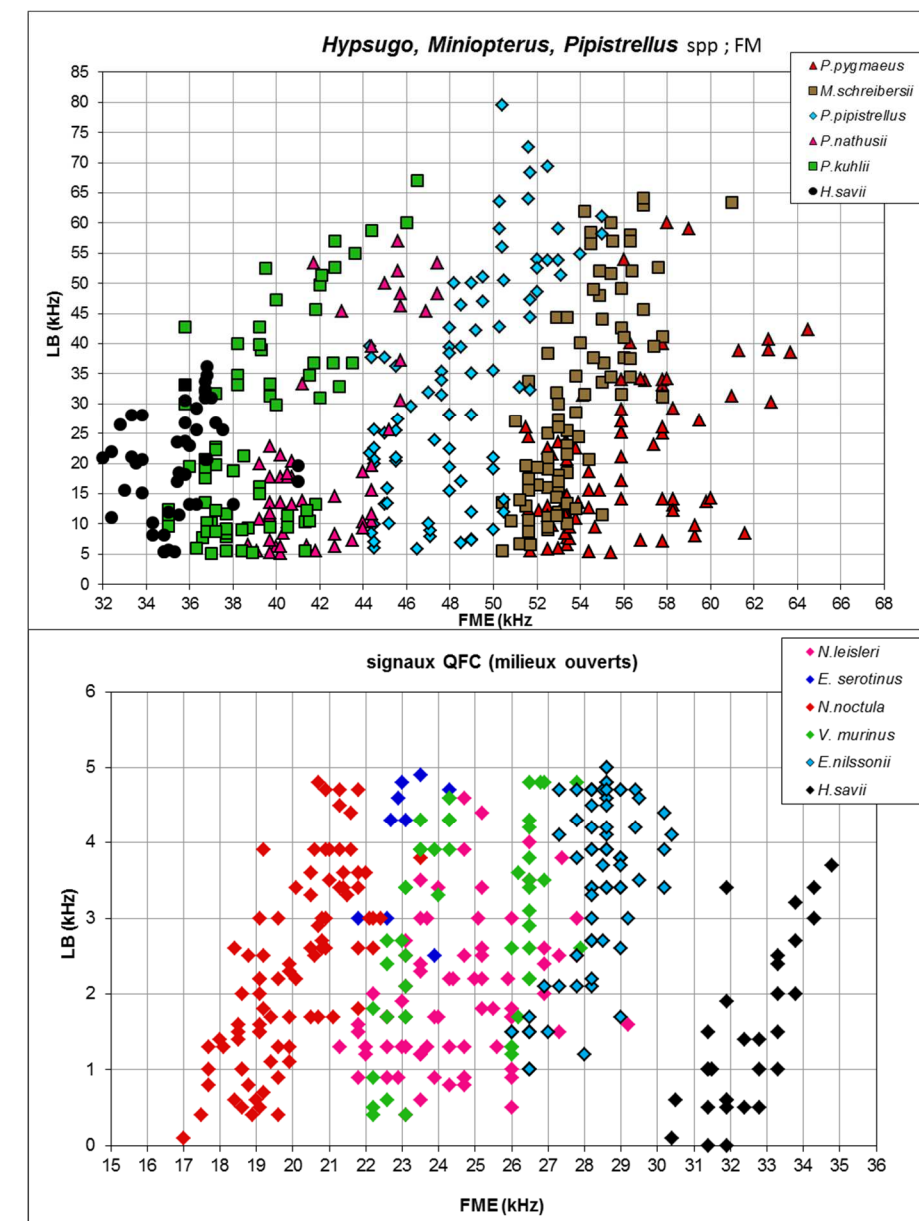 Hypsugo, Miniopterus, Pipistrellus spp ; FM
P.pygmaeus
M.schreibersii
P.pipistrellus
P.nathusii
P.kuhlii
H.savii
LB (kHz)
85
80
75
70
65
60
55
50
45
40
35
30
25
20
15
10
5
0
32 34 36 38 40 42 44 46 48 50 52 54 56 58 60 62 64 66 68
FME (kHz
signaux QFC (milieux ouverts)
N.leisleri
E. serotinus
N.noctula
V. murinus
E.nilssonii
H.savii
LB (kHz)
6
5
4
3
2
1
0
15 16 17 18 19 20 21 22 23 24 25 26 27 28 29 30 31 32 33 34 35 36
FME (kHz)